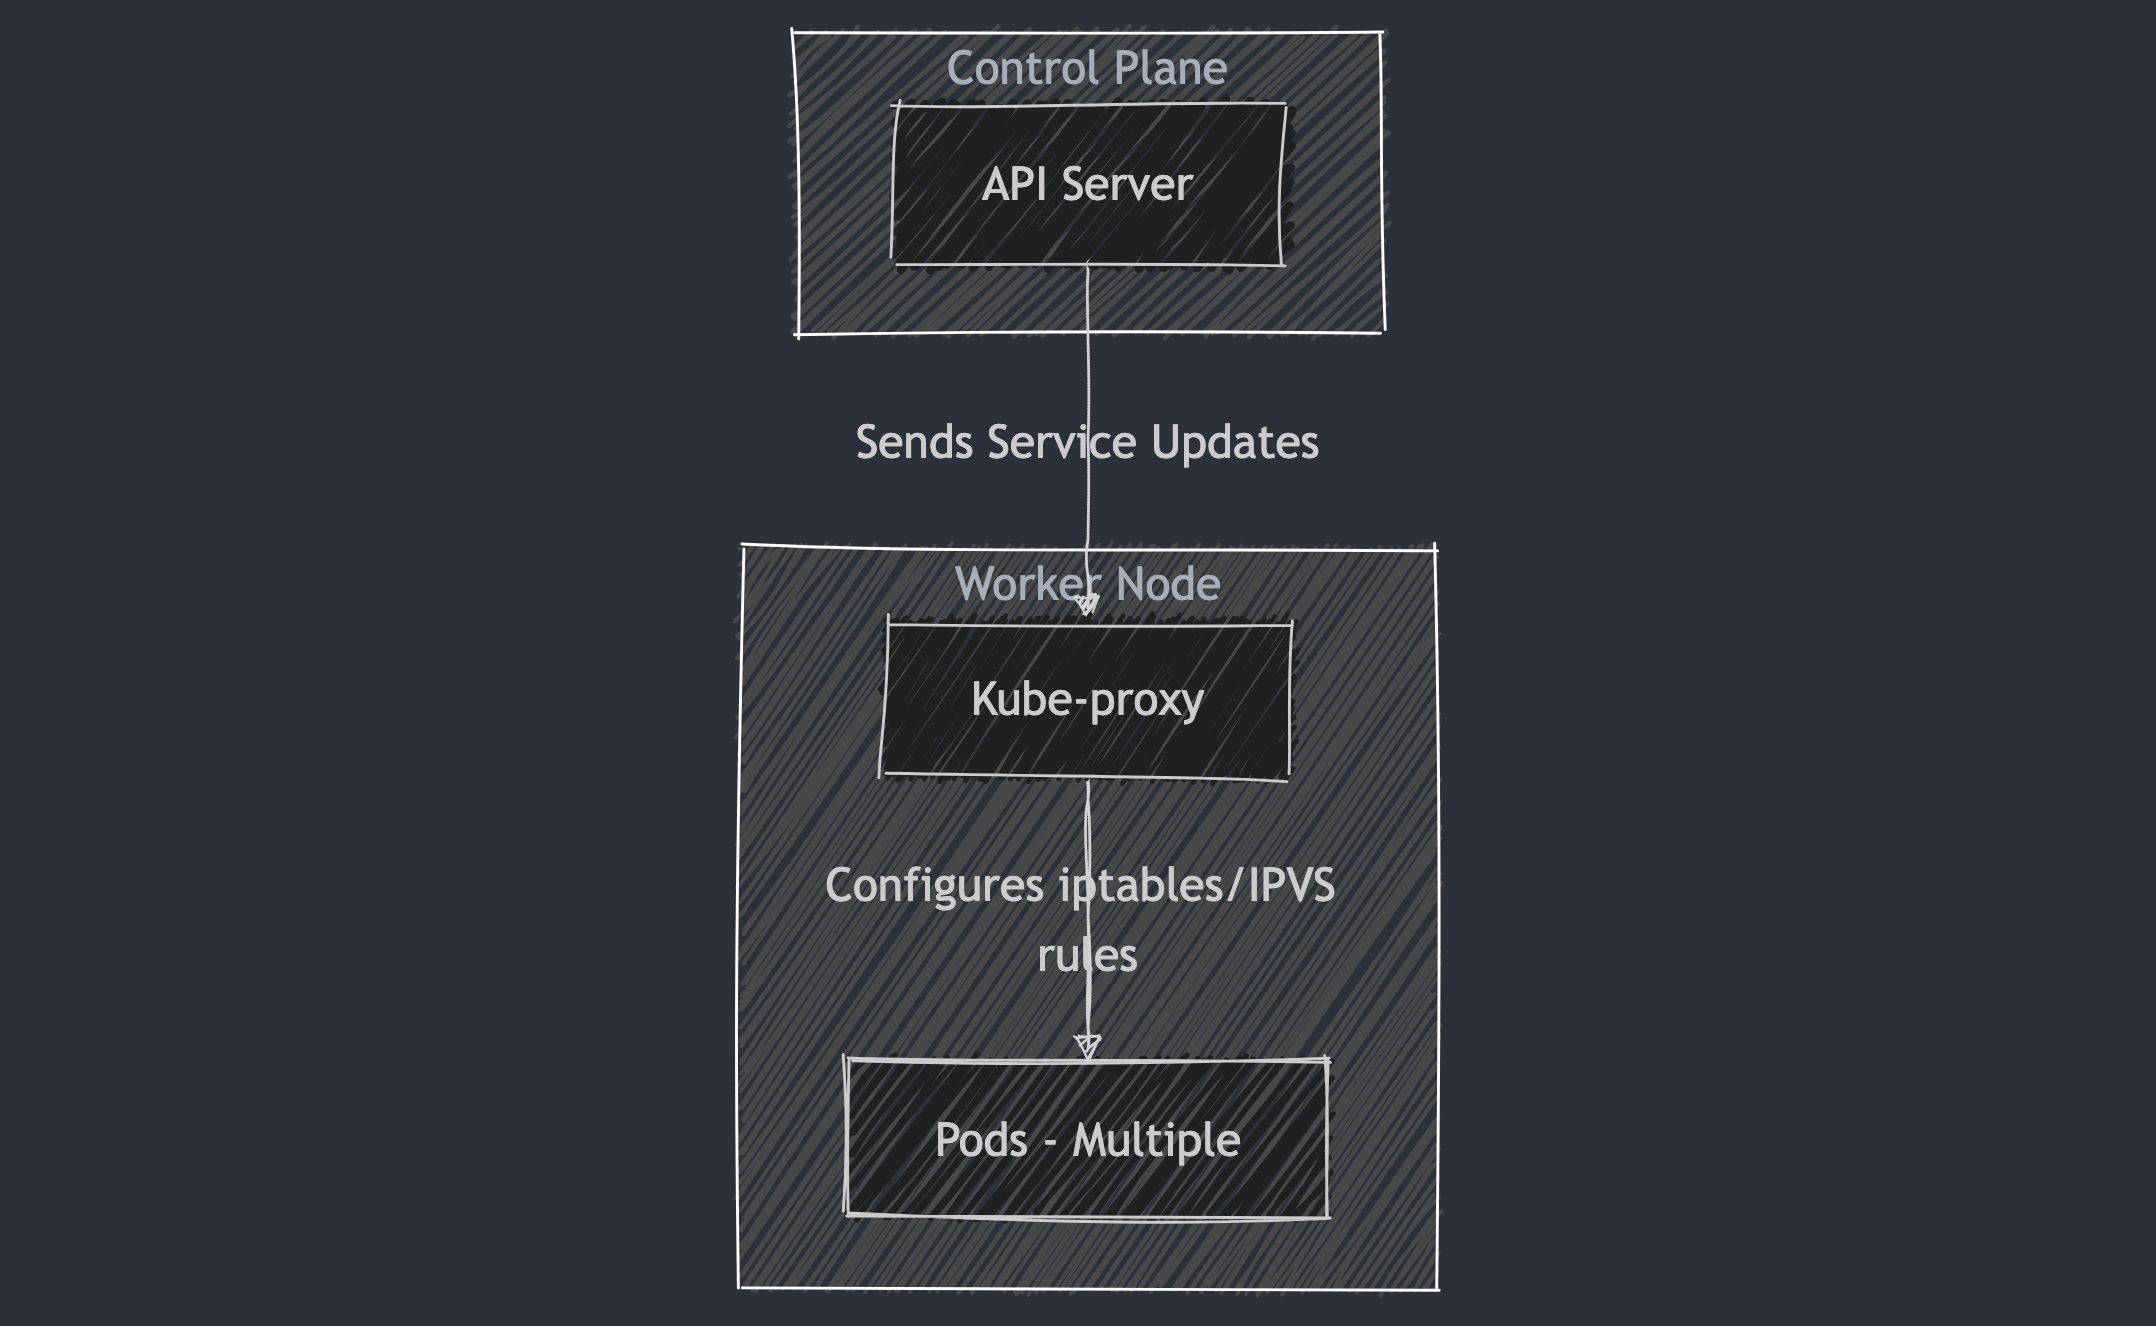 Control Plane
API Server
Sends Service Updates
Worker Node
Kube-proxy
Configures iptables/IPVS
rules
Pods - Multiple